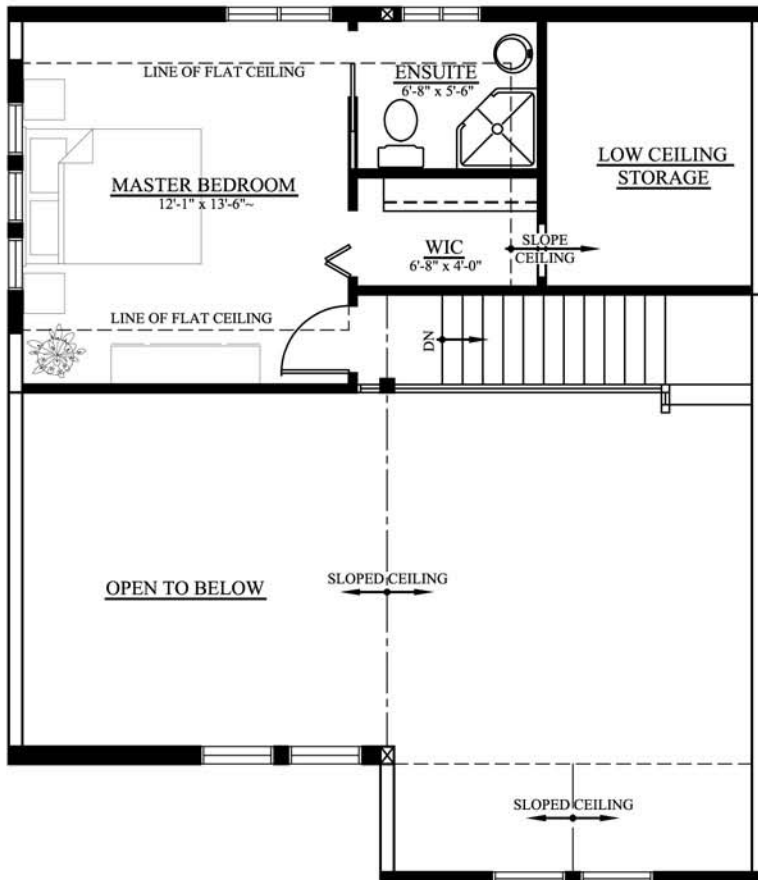 LINE OF FLAT CEILING
ENSUITE
6'-8" x 5'-6"
LOW CEILING
STORAGE
MASTER BEDROOM
12'-1" x 13'-6"~
WIC
6'-8" x 4'-0"
SLOPE
CEILING
LINE OF FLAT CEILING
DN
OPEN TO BELOW
SLOPED CEILING
SLOPED CEILING